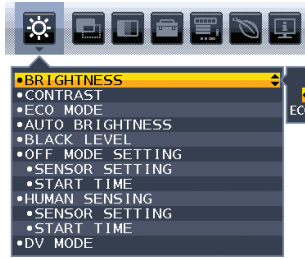 •BRIGHTNESS
•CONTRAST
•ECO MODE
•AUTO BRIGHTNESS
•BLACK LEVEL
•OFF MODE SETTING
•SENSOR SETTING
•START TIME
•HUMAN SENSING
•SENSOR SETTING
•START TIME
•DV MODE